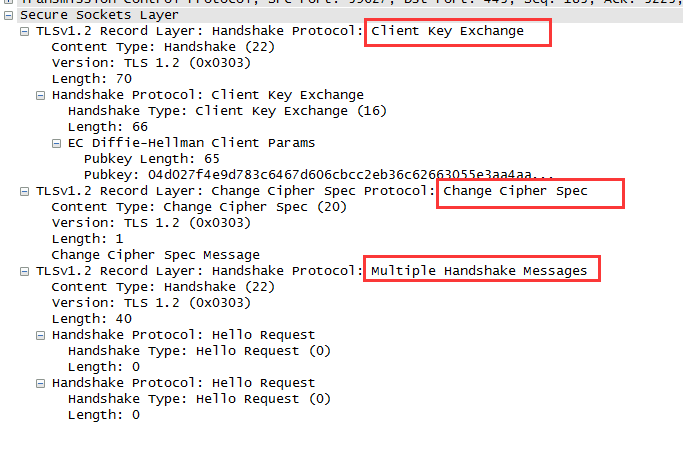 Secure Sockets Layer
TLSv1.2 Record Layer: Handshake Protocol: Client Key Exchange
Content Type: Handshake (22)
Version: TLS 1.2 (0x0303)
Length: 70
Handshake Protocol: Client Key Exchange
Handshake Type: Client Key Exchange (16)
Length: 66
EC Diffie-Hellman Client Params
Pubkey Length: 65
Pubkey: 04d027f4e9d783c6467d606cbcc2eb36c62663055e3aa4aa...
TLSv1.2 Record Layer: Change Cipher Spec Protocol: Change Cipher Spec
Content Type: Change Cipher Spec (20)
Version: TLS 1.2 (0x0303)
Length: 1
Change Cipher Spec Message
TLSv1.2 Record Layer: Handshake Protocol: Multiple Handshake Messages
Content Type: Handshake (22)
Version: TLS 1.2 (0x0303)
Length: 40
Handshake Protocol: Hello Request
Handshake Type: Hello Request (0)
Length: 0
Handshake Protocol: Hello Request
Handshake Type: Hello Request (0)
Length: 0